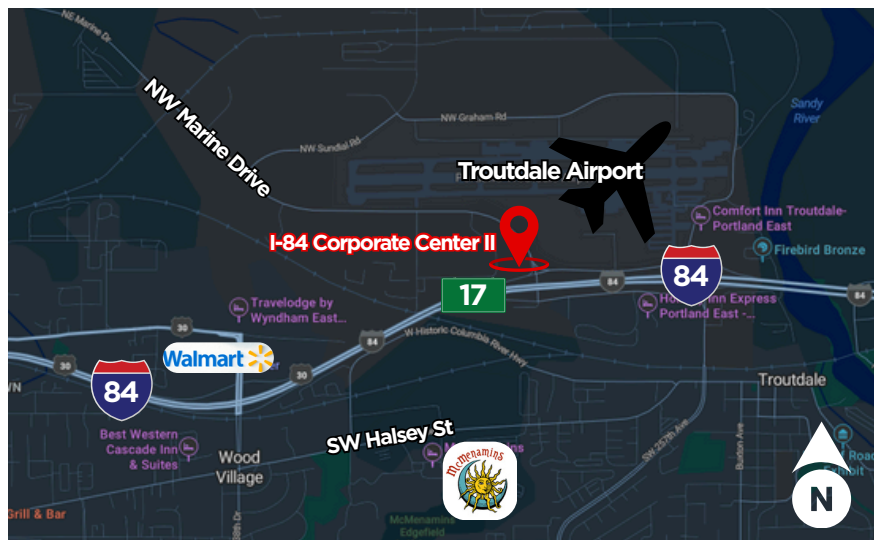 NE Marine Dr
NW Marine Drive
NW Graham Rd
NW Sundial Rd
Sandy
River
Troutdale Airport
Comfort Inn Troutdale-
Portland East
I-84 Corporate Center II
Firebird Bronze
84
84
84
17
Inn Express
Portland East -...
Travelodge by
Wyndham East...
30
84
W Historic Columbia River Hwy
Walmart
30
30
84
Troutdale
SW Halsey St
Best Western
Cascade Inn
& Suites
Wood
Village
McMenamins
SW 257th Ave
Buxton Ave
Road
Exhibit
N
Grill & Bar
McMenamins
Edgefield